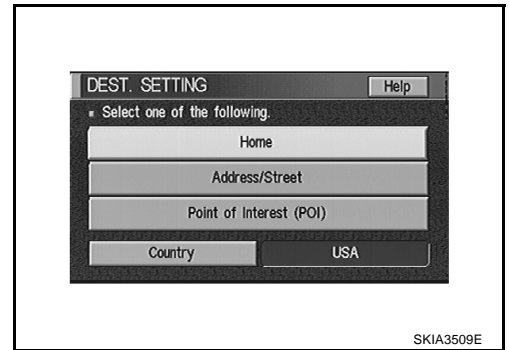 DEST. SETTING
Help
Select one of the following.
Home
Address/Street
Point of Interest (POI)
Country
USA
SKIA3509E